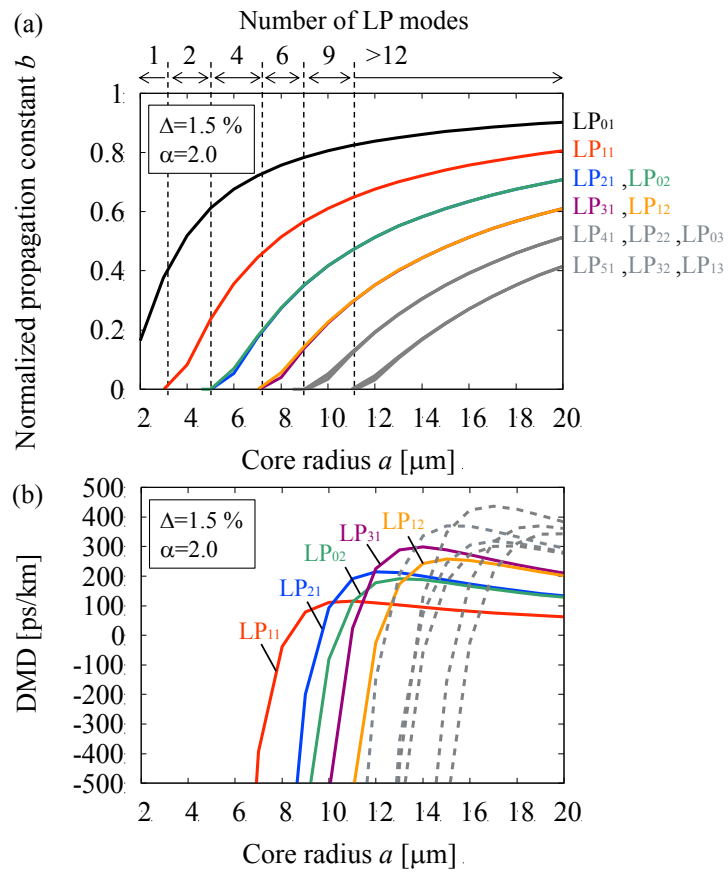 (a)
Number of LP modes
1 2 4 6 9 >12
Normalized propagation constant b
1
0.8
0.6
0.4
0.2
0
Δ=1.5 %
α=2.0
LP01
LP11
LP21 ,LP02
LP31 ,LP12
LP41 ,LP22 ,LP03
LP51 ,LP32 ,LP13
2 4 6 8 10 12 14 16 18 20
Core radius a [μm]
(b)
DMD [ps/km]
500
400
300
200
100
0
-100
-200
-300
-400
-500
Δ=1.5 %
α=2.0
LP11
LP21
LP02
LP31
LP12
2 4 6 8 10 12 14 16 18 20
Core radius a [μm]